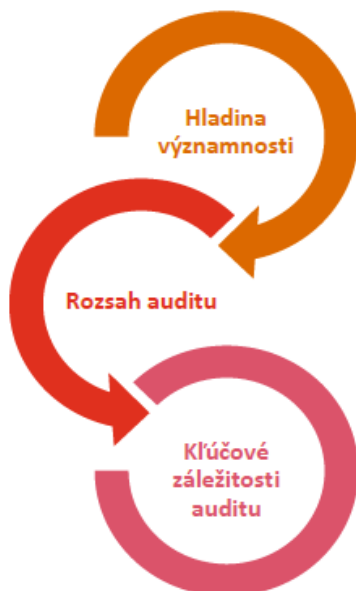 Hladina
významnosti
Rozsah auditu
Kľúčové
záležitosti
auditu